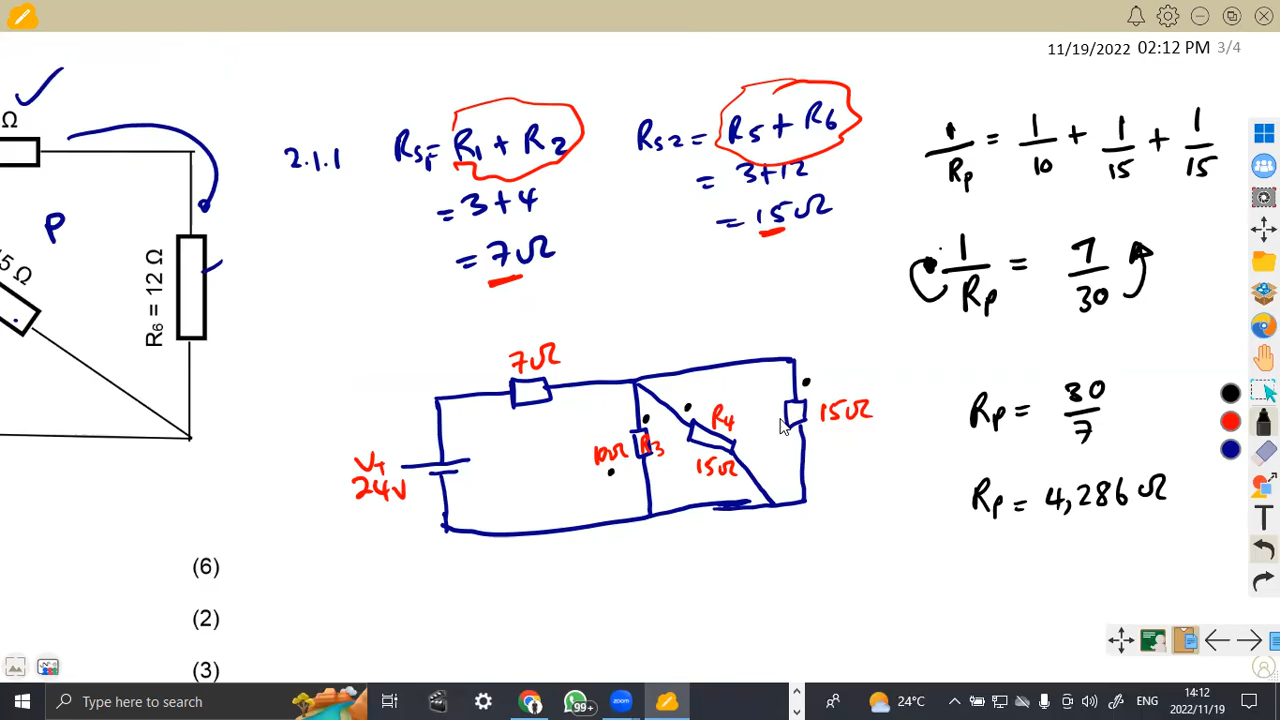 11/19/2022 02:12 PM 3/4
Ω
P
5 Ω
R6 = 12 Ω
(6)
(2)
(3)
2.1.1
Rs1 = R1 + R2
= 3+4
= 7Ω
Rs2 = R5 + R6
= 3+12
= 15Ω
1/Rp = 1/10 + 1/15 + 1/15
1/Rp = 7/30
Rp = 30/7
Rp = 4,286 Ω
7Ω
VT
24V
10Ω R3
R4
15Ω
15Ω
T
Type here to search
99+
zoom
24°C
ENG
14:12
2022/11/19